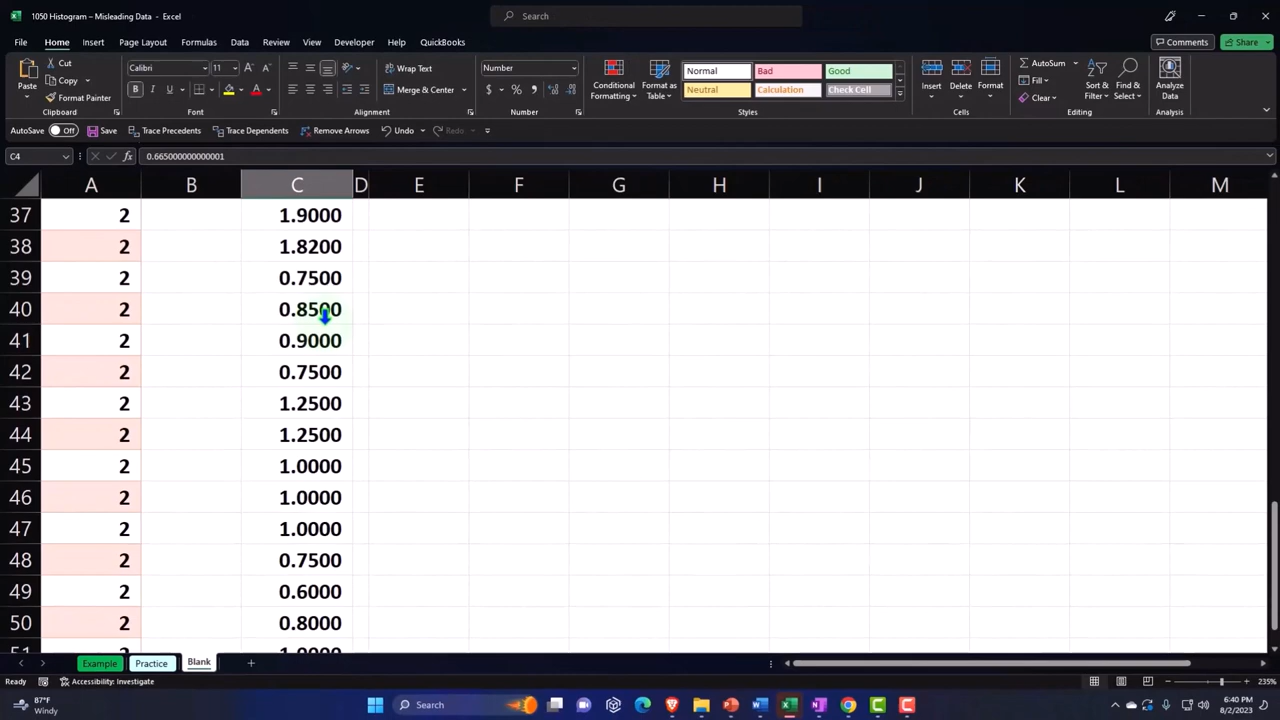 1050 Histogram – Misleading Data - Excel
Search
File Home Insert Page Layout Formulas Data Review View Developer Help QuickBooks
Comments Share
Paste Cut Copy Format Painter Clipboard
Calibri 11 B I U Font
Wrap Text Merge & Center Alignment
Number $ % Number
Conditional Formatting Format as Table
Normal Bad Good
Neutral Calculation Check Cell
Styles
Insert Delete Format Cells
AutoSum Fill Clear Sort & Filter Find & Select Editing
Analyze Data Analysis
AutoSave Off Save Trace Precedents Trace Dependents Remove Arrows Undo Redo
C4 fx 0.665000000000001
A B C D E F G H I J K L M
37 2 1.9000
38 2 1.8200
39 2 0.7500
40 2 0.8500
41 2 0.9000
42 2 0.7500
43 2 1.2500
44 2 1.2500
45 2 1.0000
46 2 1.0000
47 2 1.0000
48 2 0.7500
49 2 0.6000
50 2 0.8000
Example Practice Blank
Ready Accessibility: Investigate 235%
87°F
Windy
Search
6:40 PM
8/2/2023